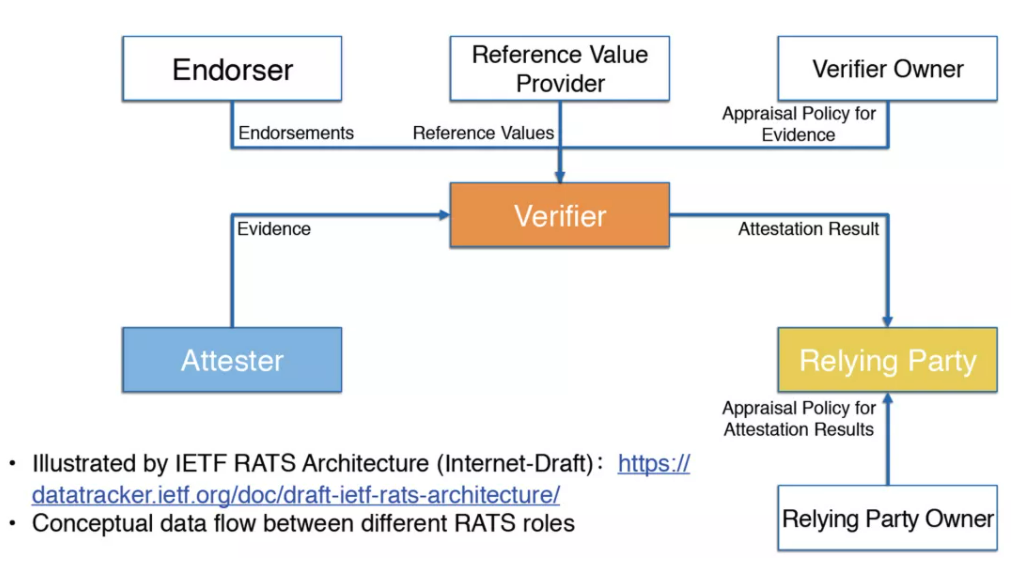 Endorser
Reference Value
Provider
Verifier Owner
Endorsements
Reference Values
Appraisal Policy for
Evidence
Verifier
Evidence
Attestation Result
Attester
Relying Party
Appraisal Policy for
Attestation Results
• Illustrated by IETF RATS Architecture (Internet-Draft)： https://
datatracker.ietf.org/doc/draft-ietf-rats-architecture/
• Conceptual data flow between different RATS roles
Relying Party Owner